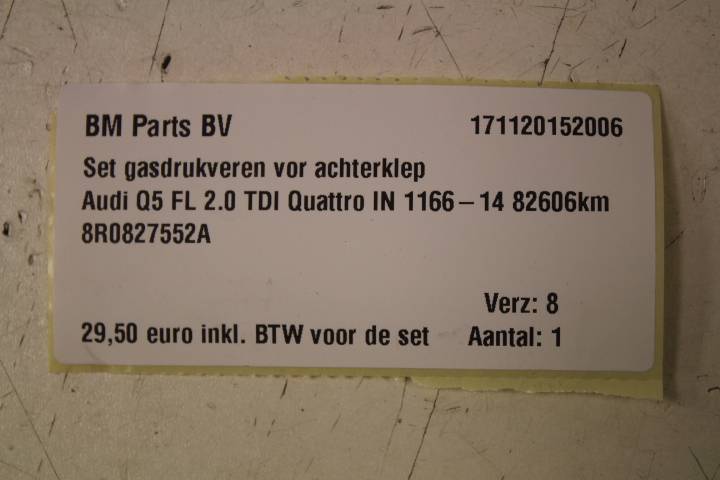 BM Parts BV 171120152006
Set gasdrukveren vor achterklep
Audi Q5 FL 2.0 TDI Quattro IN 1166 – 14 82606km
8R0827552A
Verz: 8
29,50 euro inkl. BTW voor de set Aantal: 1